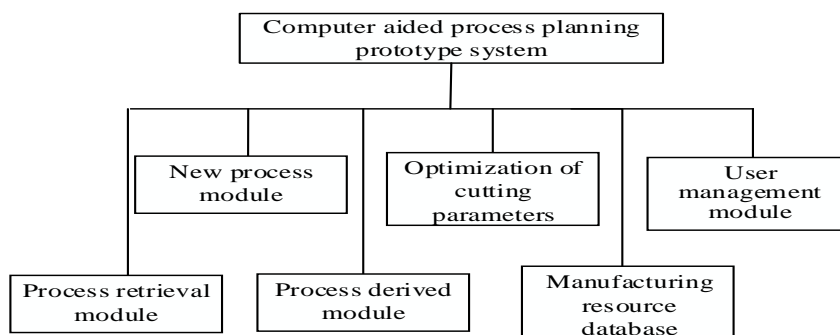 Computer aided process planning
prototype system
New process
module
Optimization of
cutting
parameters
User
management
module
Process retrieval
module
Process derived
module
Manufacturing
resource
database